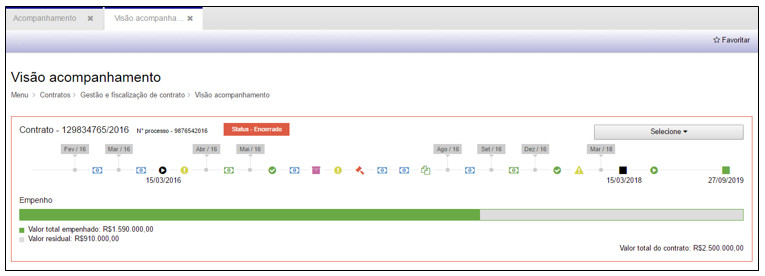 Acompanhamento ✖ Visão acompanha... ✖
☆ Favoritar
Visão acompanhamento
Menu > Contratos > Gestão e fiscalização de contrato > Visão acompanhamento
Contrato - 129834765/2016 N° processo - 9876542016 Status - Encerrado Selecione
Fev / 16 Mar / 16 Abr / 16 Mai / 16 Ago / 16 Set / 16 Dez / 16 Mar / 18
15/03/2016 15/03/2018 27/09/2019
Empenho
Valor total empenhado: R$1.590.000,00
Valor residual: R$910.000,00
Valor total do contrato: R$2.500.000,00